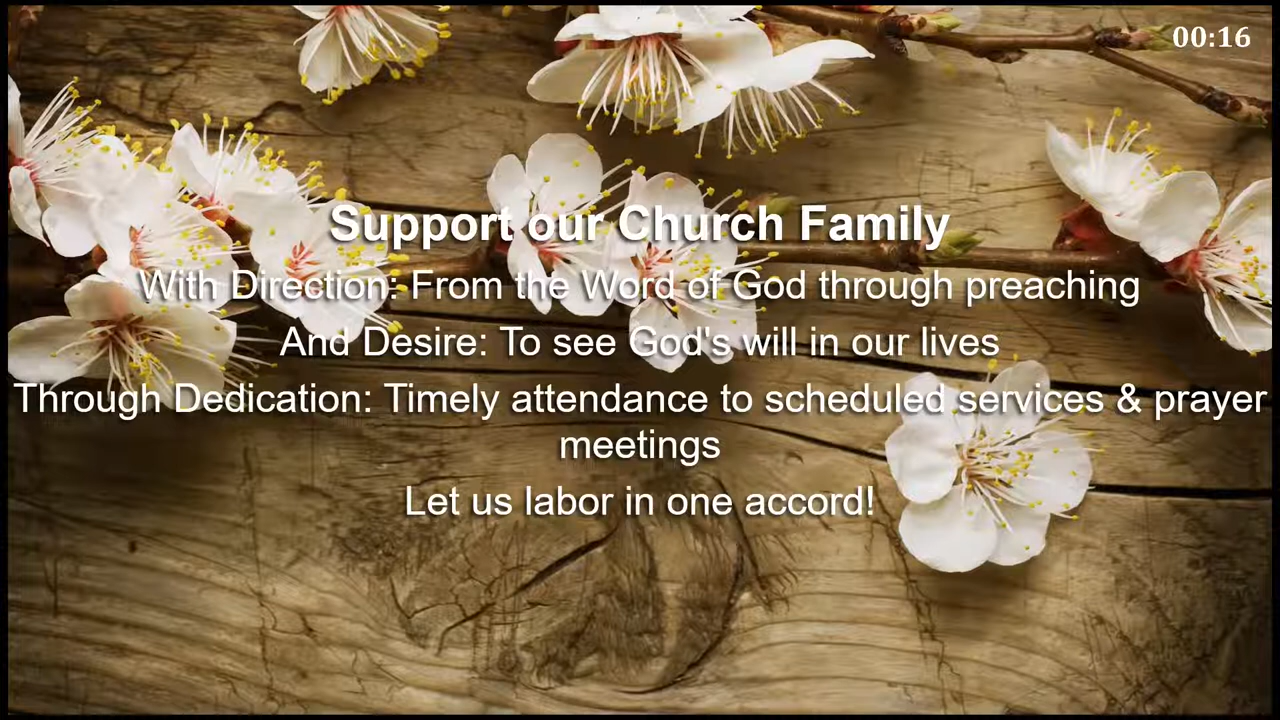 00:16
Support our Church Family
With Direction: From the Word of God through preaching
And Desire: To see God's will in our lives
Through Dedication: Timely attendance to scheduled services & prayer
meetings
Let us labor in one accord!